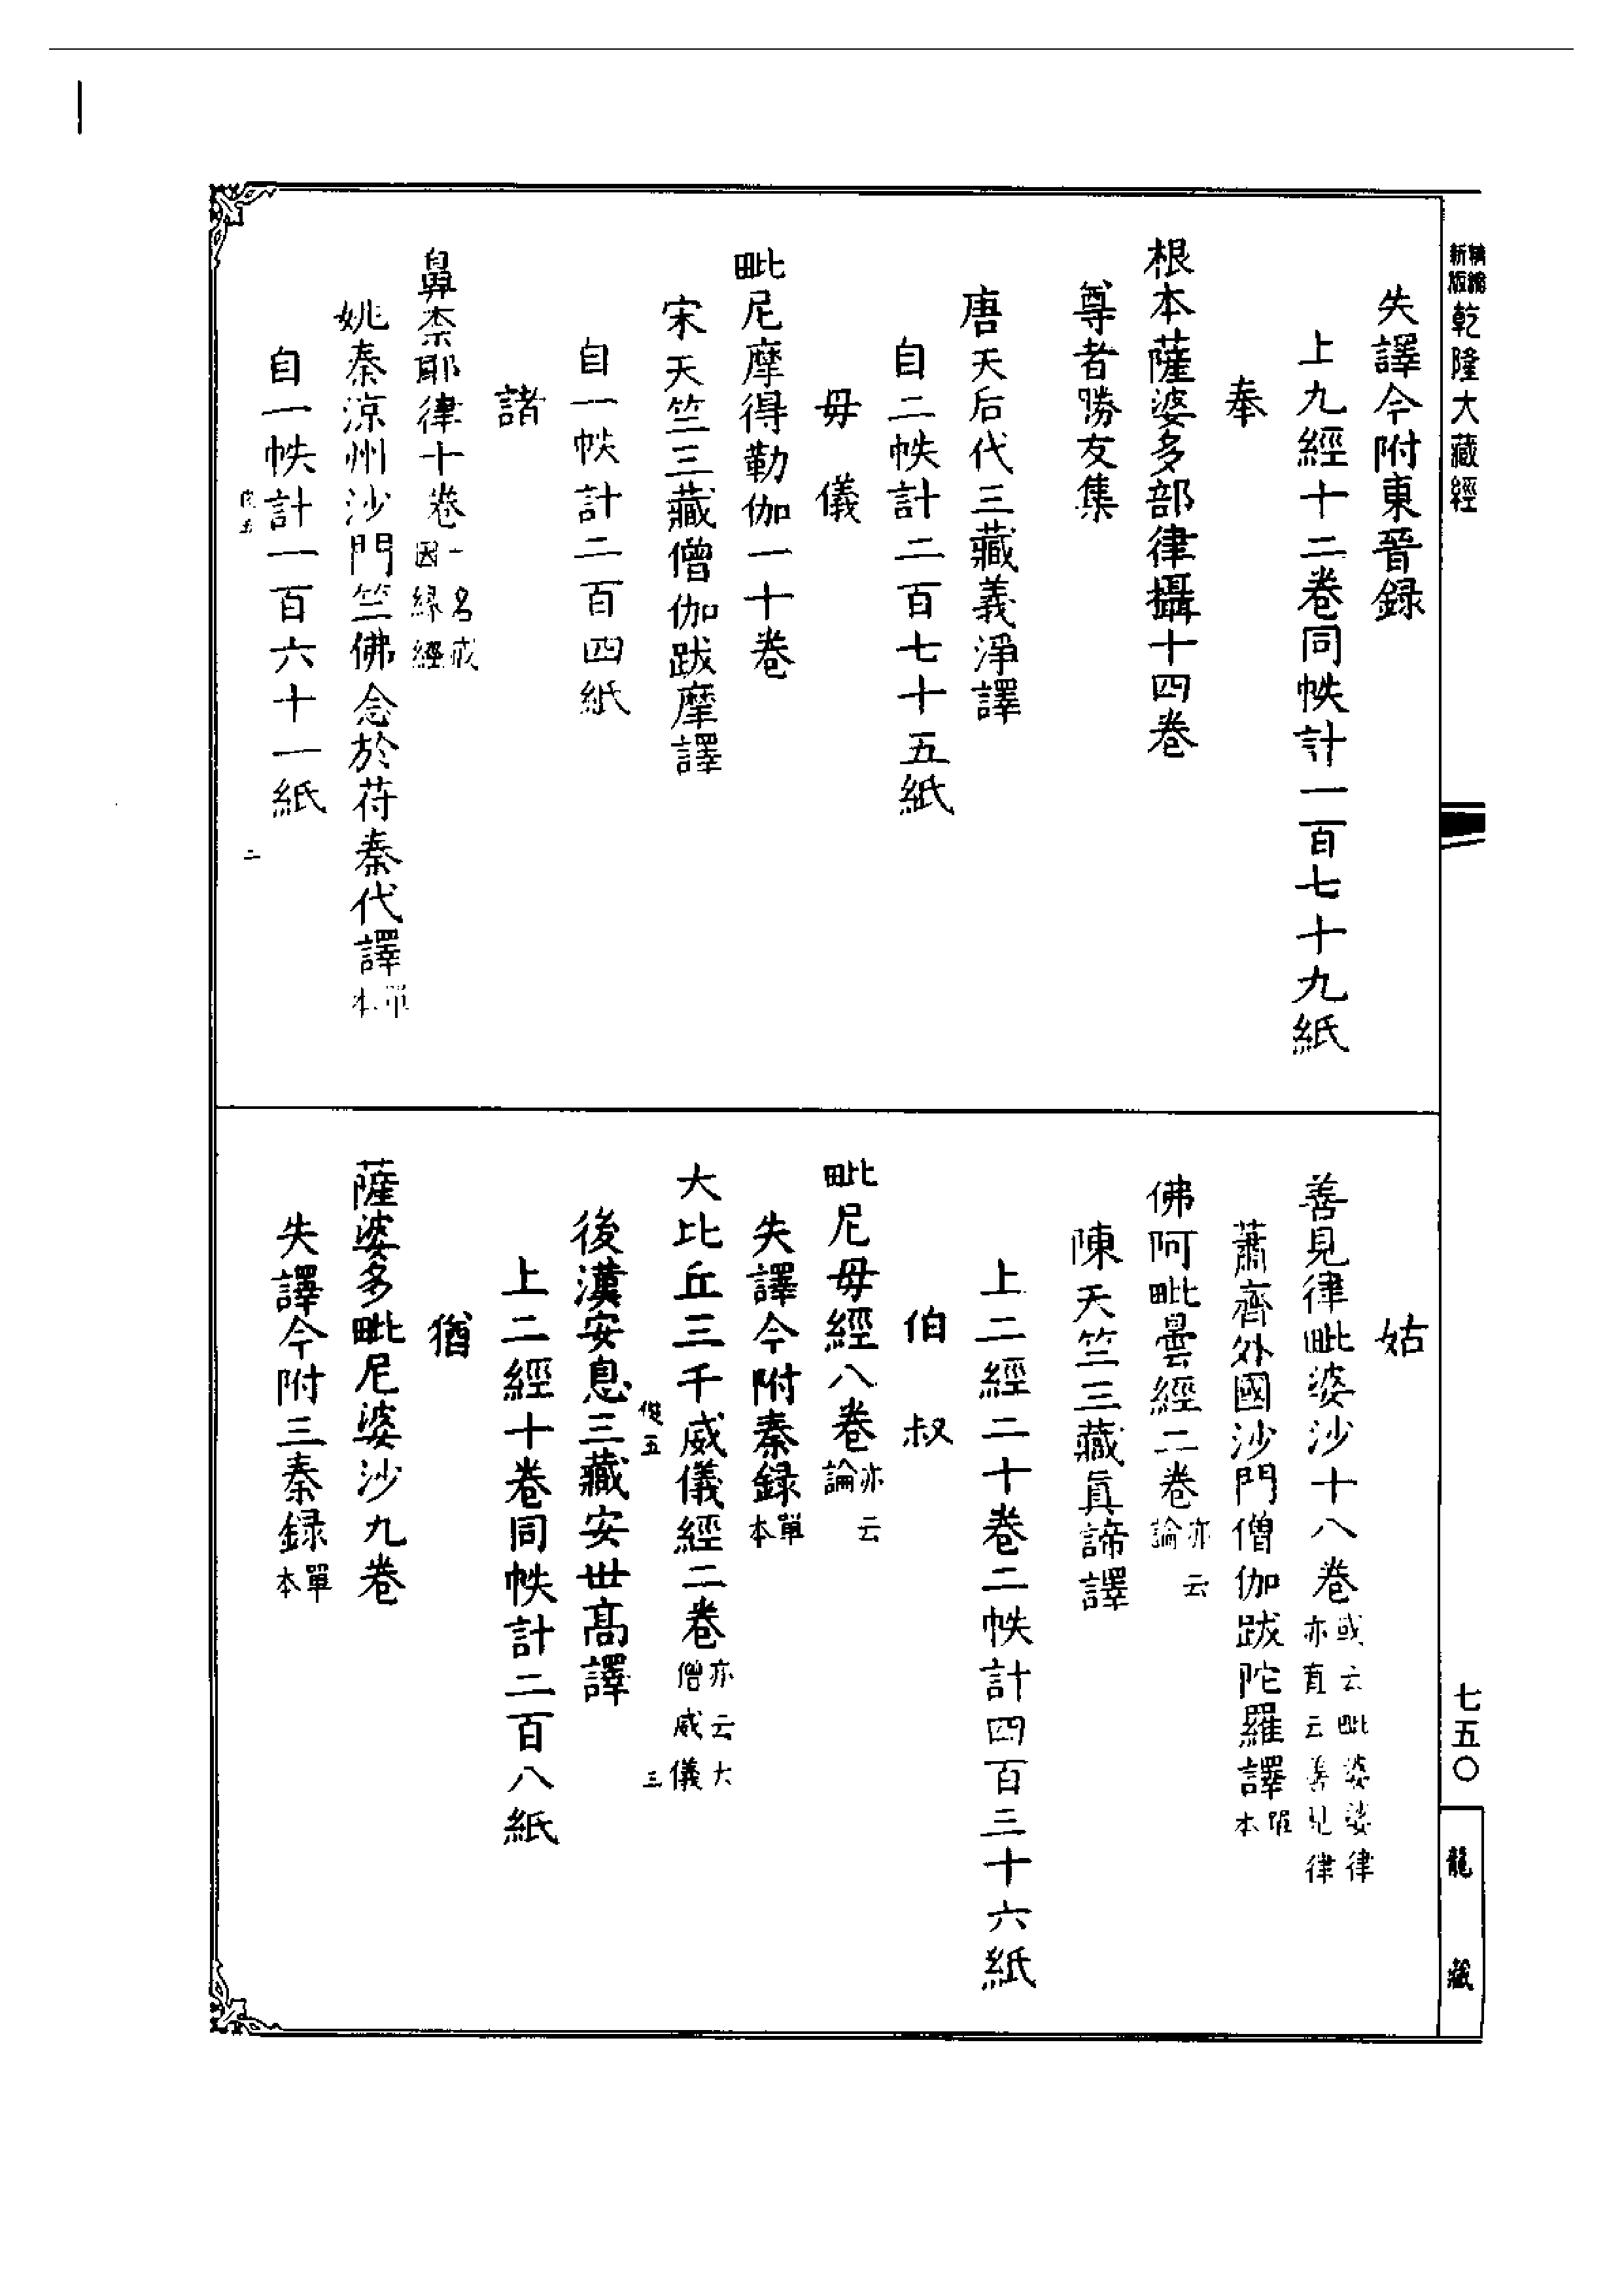 精縮新版乾隆大藏經
失譯今附東晉録
上九經十二卷同帙計一百七十九紙
奉
根本薩婆多部律攝十四卷
尊者勝友集
唐天后代三藏義淨譯
自二帙計二百七十五紙
毋儀
毗尼摩得勒伽一十卷
宋天竺三藏僧伽跋摩譯
自一帙計二百四紙
諸
鼻柰耶律十卷一名戒因緣經
姚秦涼州沙門竺佛念於苻秦代譯單本
自一帙計一百六十一紙
二
姑
善見律毗婆沙十八卷或云毗婆娑律亦直云善見律
蕭齊外國沙門僧伽跋陀羅譯單本
佛阿毗曇經二卷亦云論
陳天竺三藏真諦譯
上二經二十卷二帙計四百三十六紙
伯叔
毗尼毋經八卷亦云論
失譯今附秦録單本
大比丘三千威儀經二卷亦云大僧威儀
三
後漢安息三藏安世髙譯
上二經十卷同帙計二百八紙
猶
薩婆多毗尼婆沙九卷
失譯今附三秦録單本
七五〇
龍藏